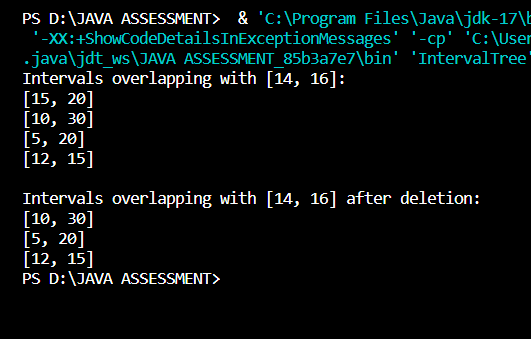 PS D:\JAVA ASSESSMENT>  & 'C:\Program Files\Java\jdk-17\b
'-XX:+ShowCodeDetailsInExceptionMessages' '-cp' 'C:\User
.java\jdt_ws\JAVA ASSESSMENT_85b3a7e7\bin' 'IntervalTree'
Intervals overlapping with [14, 16]:
[15, 20]
[10, 30]
[5, 20]
[12, 15]
Intervals overlapping with [14, 16] after deletion:
[10, 30]
[5, 20]
[12, 15]
PS D:\JAVA ASSESSMENT>